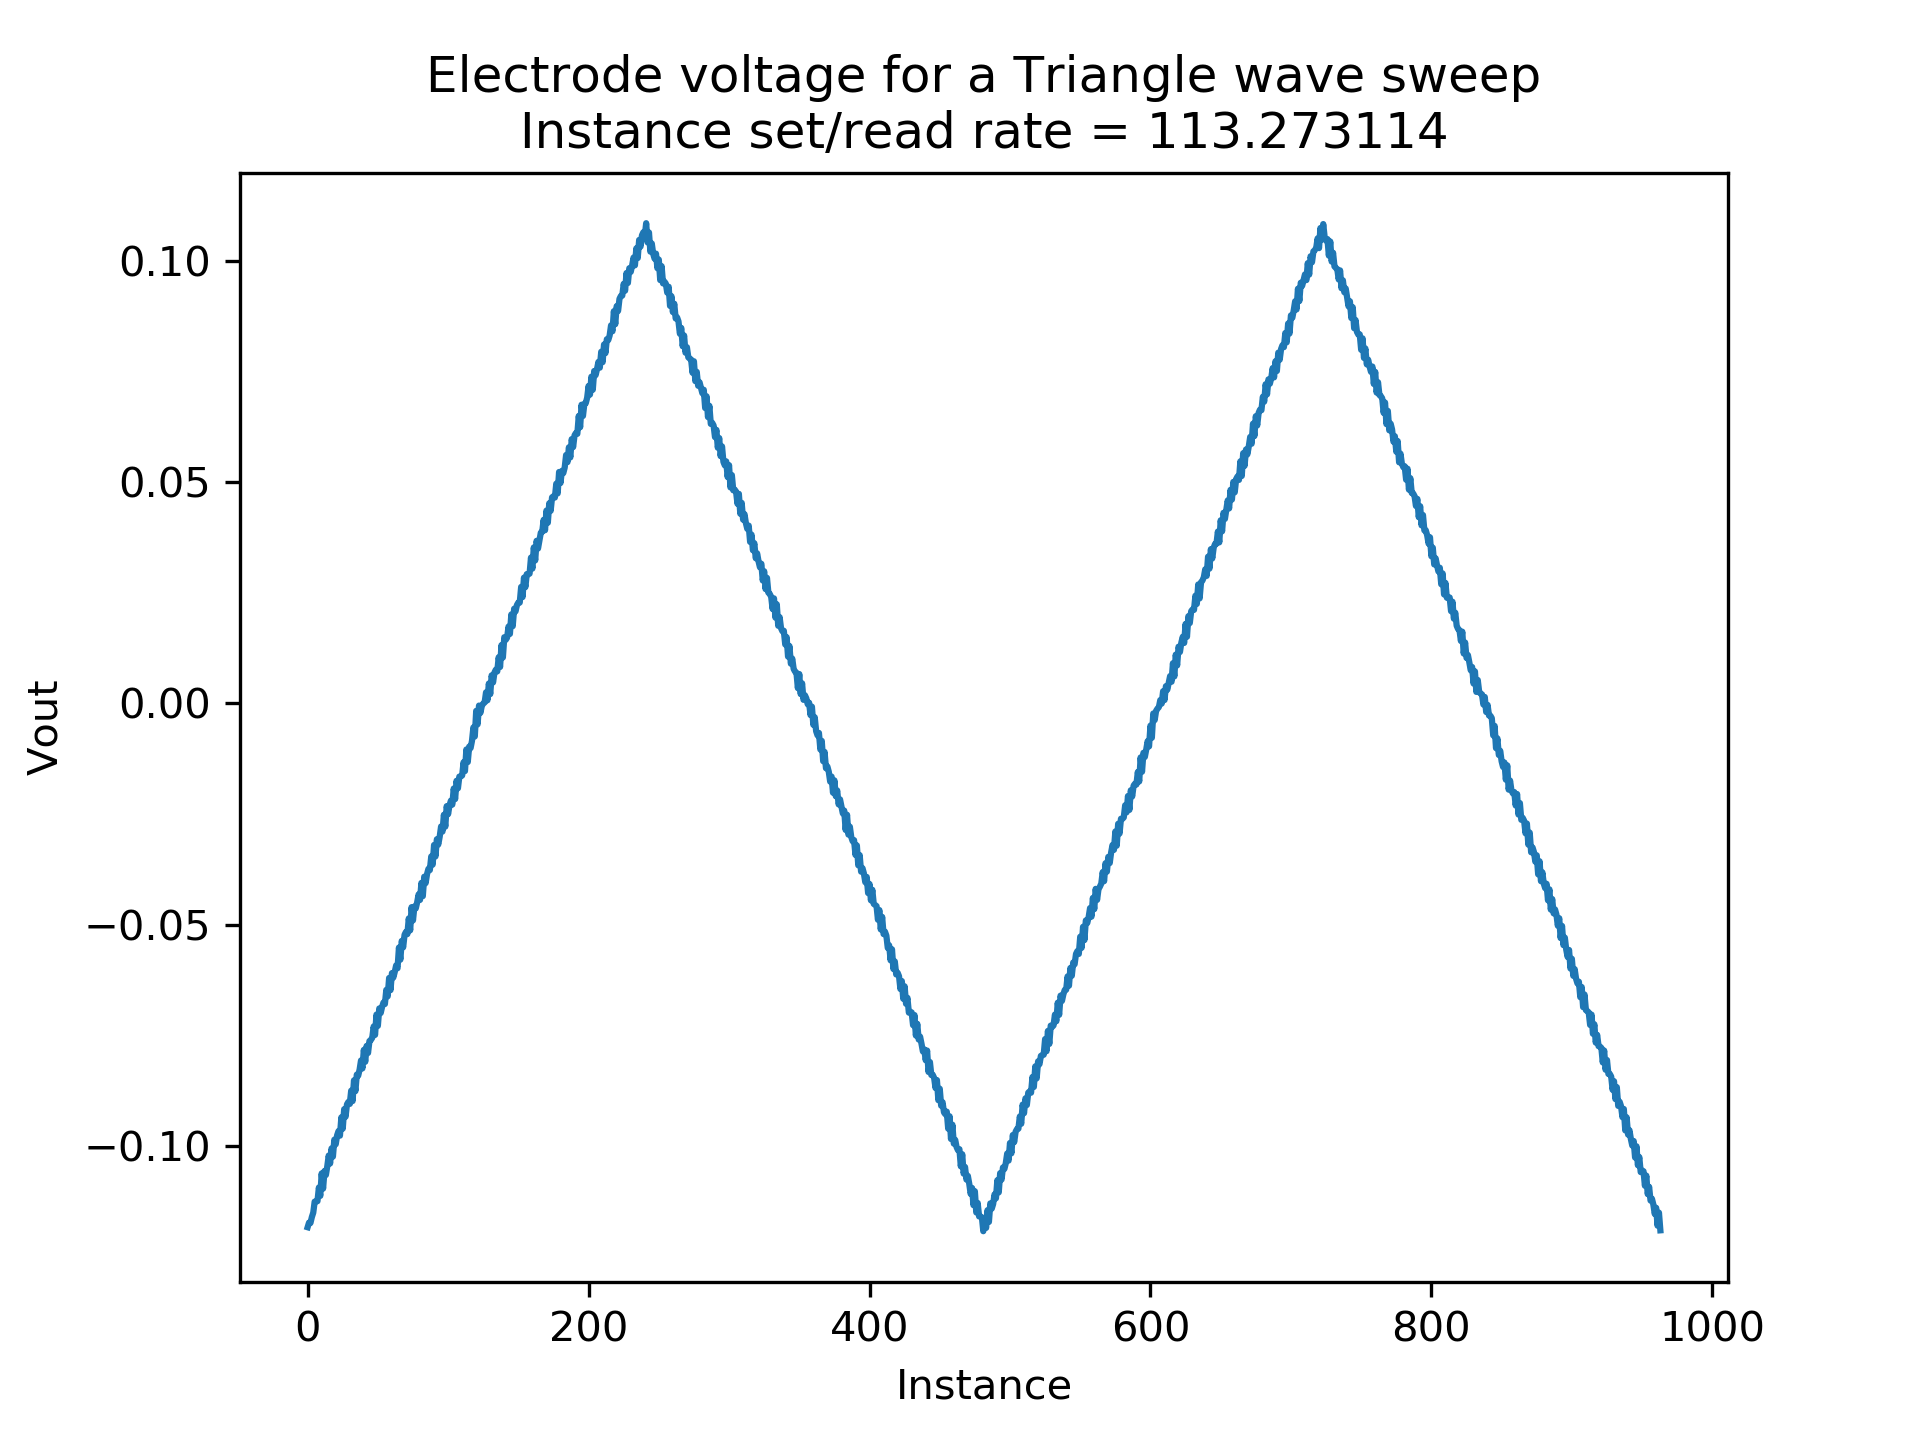 Electrode voltage for a Triangle wave sweep
Instance set/read rate = 113.273114
0.10
0.05
0.00
−0.05
−0.10
Vout
0 200 400 600 800 1000
Instance